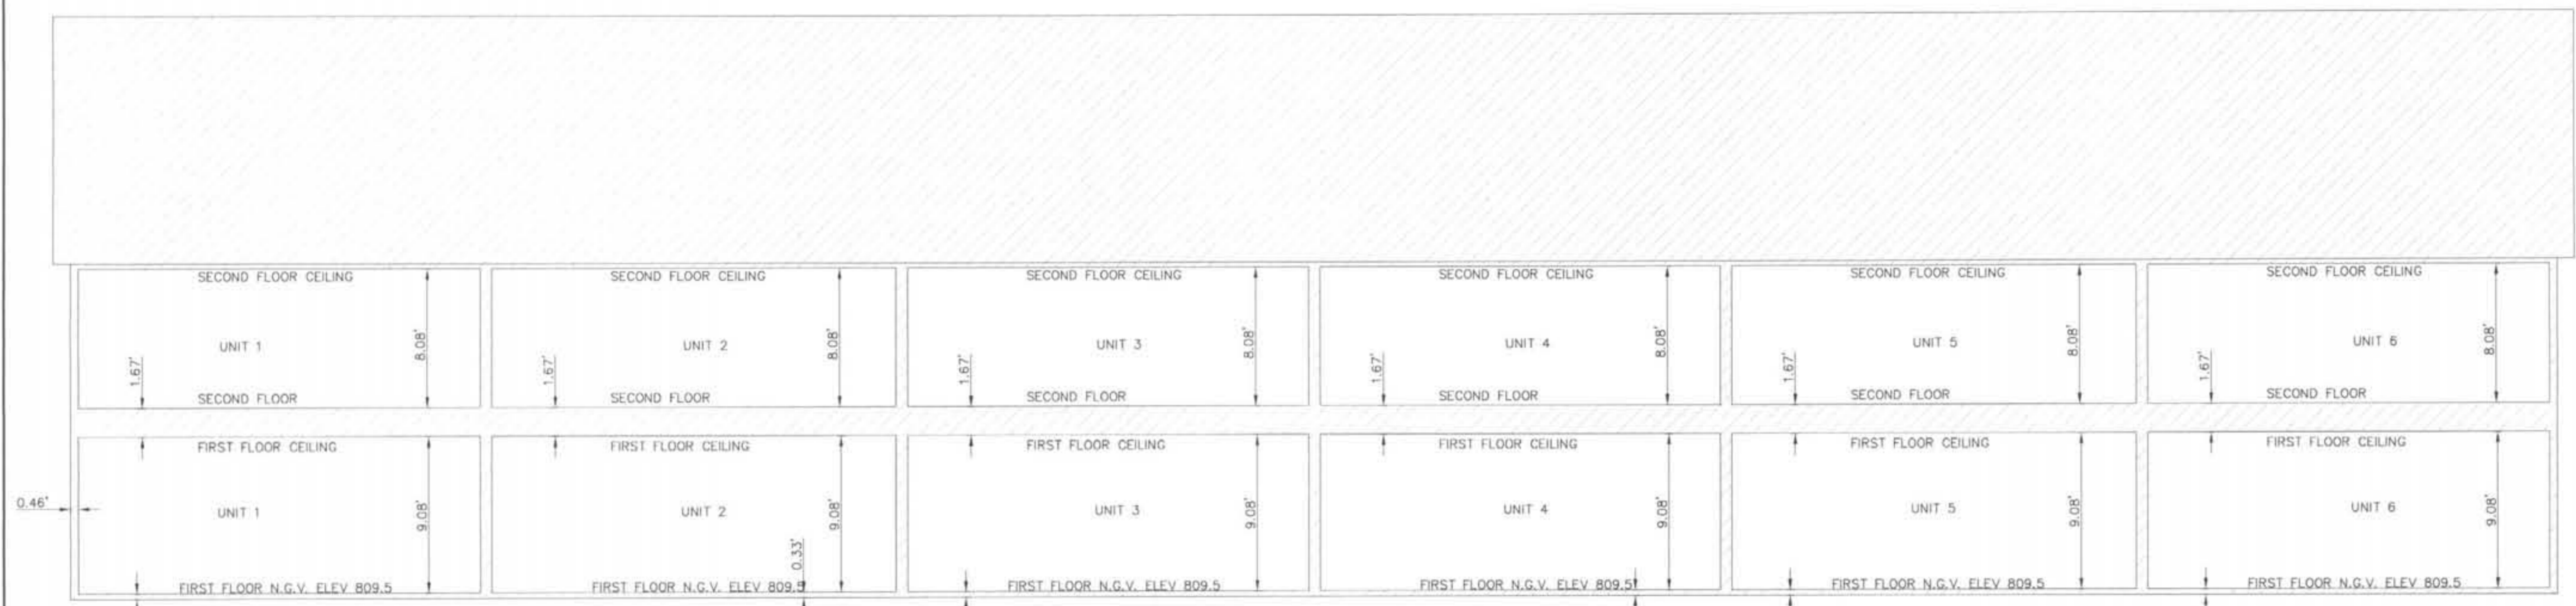 SECOND FLOOR CEILING SECOND FLOOR CEILING SECOND FLOOR CEILING SECOND FLOOR CEILING SECOND FLOOR CEILING SECOND FLOOR CEILING
UNIT 1 8.08' UNIT 2 8.08' UNIT 3 8.08' UNIT 4 8.08' UNIT 5 8.08' UNIT 6 8.08'
1.67' 1.67' 1.67' 1.67' 1.67' 1.67'
SECOND FLOOR SECOND FLOOR SECOND FLOOR SECOND FLOOR SECOND FLOOR SECOND FLOOR
FIRST FLOOR CEILING FIRST FLOOR CEILING FIRST FLOOR CEILING FIRST FLOOR CEILING FIRST FLOOR CEILING FIRST FLOOR CEILING
0.46' UNIT 1 9.08' UNIT 2 9.08' UNIT 3 9.08' UNIT 4 9.08' UNIT 5 9.08' UNIT 6 9.08'
0.33'
FIRST FLOOR N.G.V. ELEV 809.5 FIRST FLOOR N.G.V. ELEV 809.5 FIRST FLOOR N.G.V. ELEV 809.5 FIRST FLOOR N.G.V. ELEV 809.5 FIRST FLOOR N.G.V. ELEV 809.5 FIRST FLOOR N.G.V. ELEV 809.5